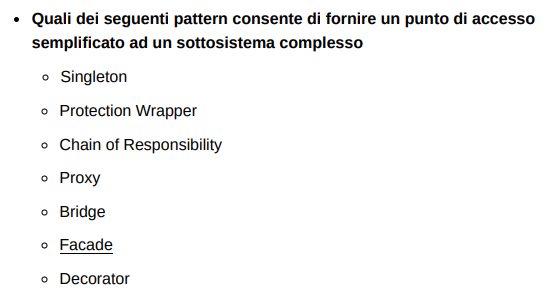 Quali dei seguenti pattern consente di fornire un punto di accesso
semplificato ad un sottosistema complesso
Singleton
Protection Wrapper
Chain of Responsibility
Proxy
Bridge
Facade
Decorator